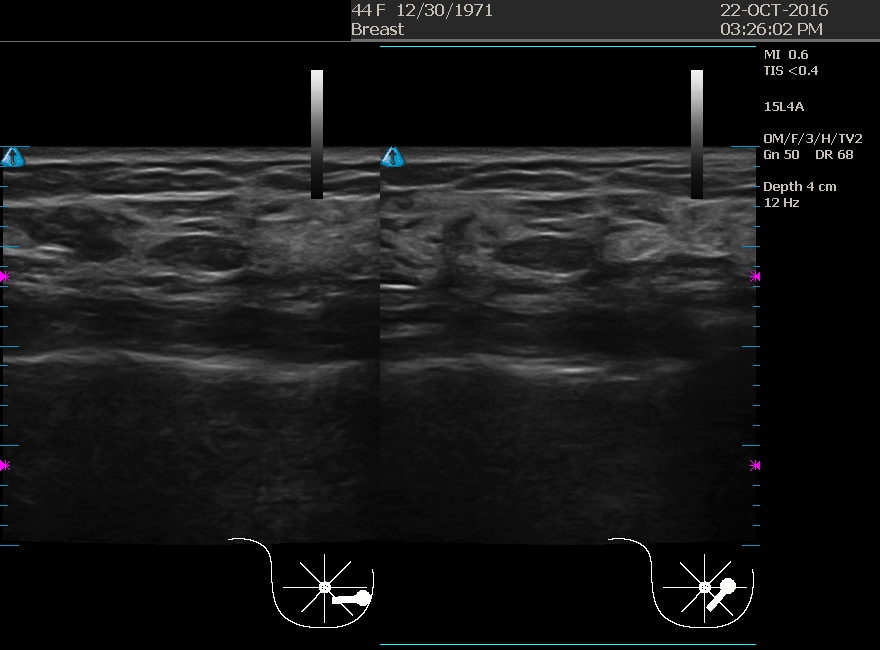 44 F 12/30/1971
Breast
22-OCT-2016
03:26:02 PM
MI 0.6
TIS <0.4
15L4A
OM/F/3/H/TV2
Gn 50 DR 68
Depth 4 cm
12 Hz